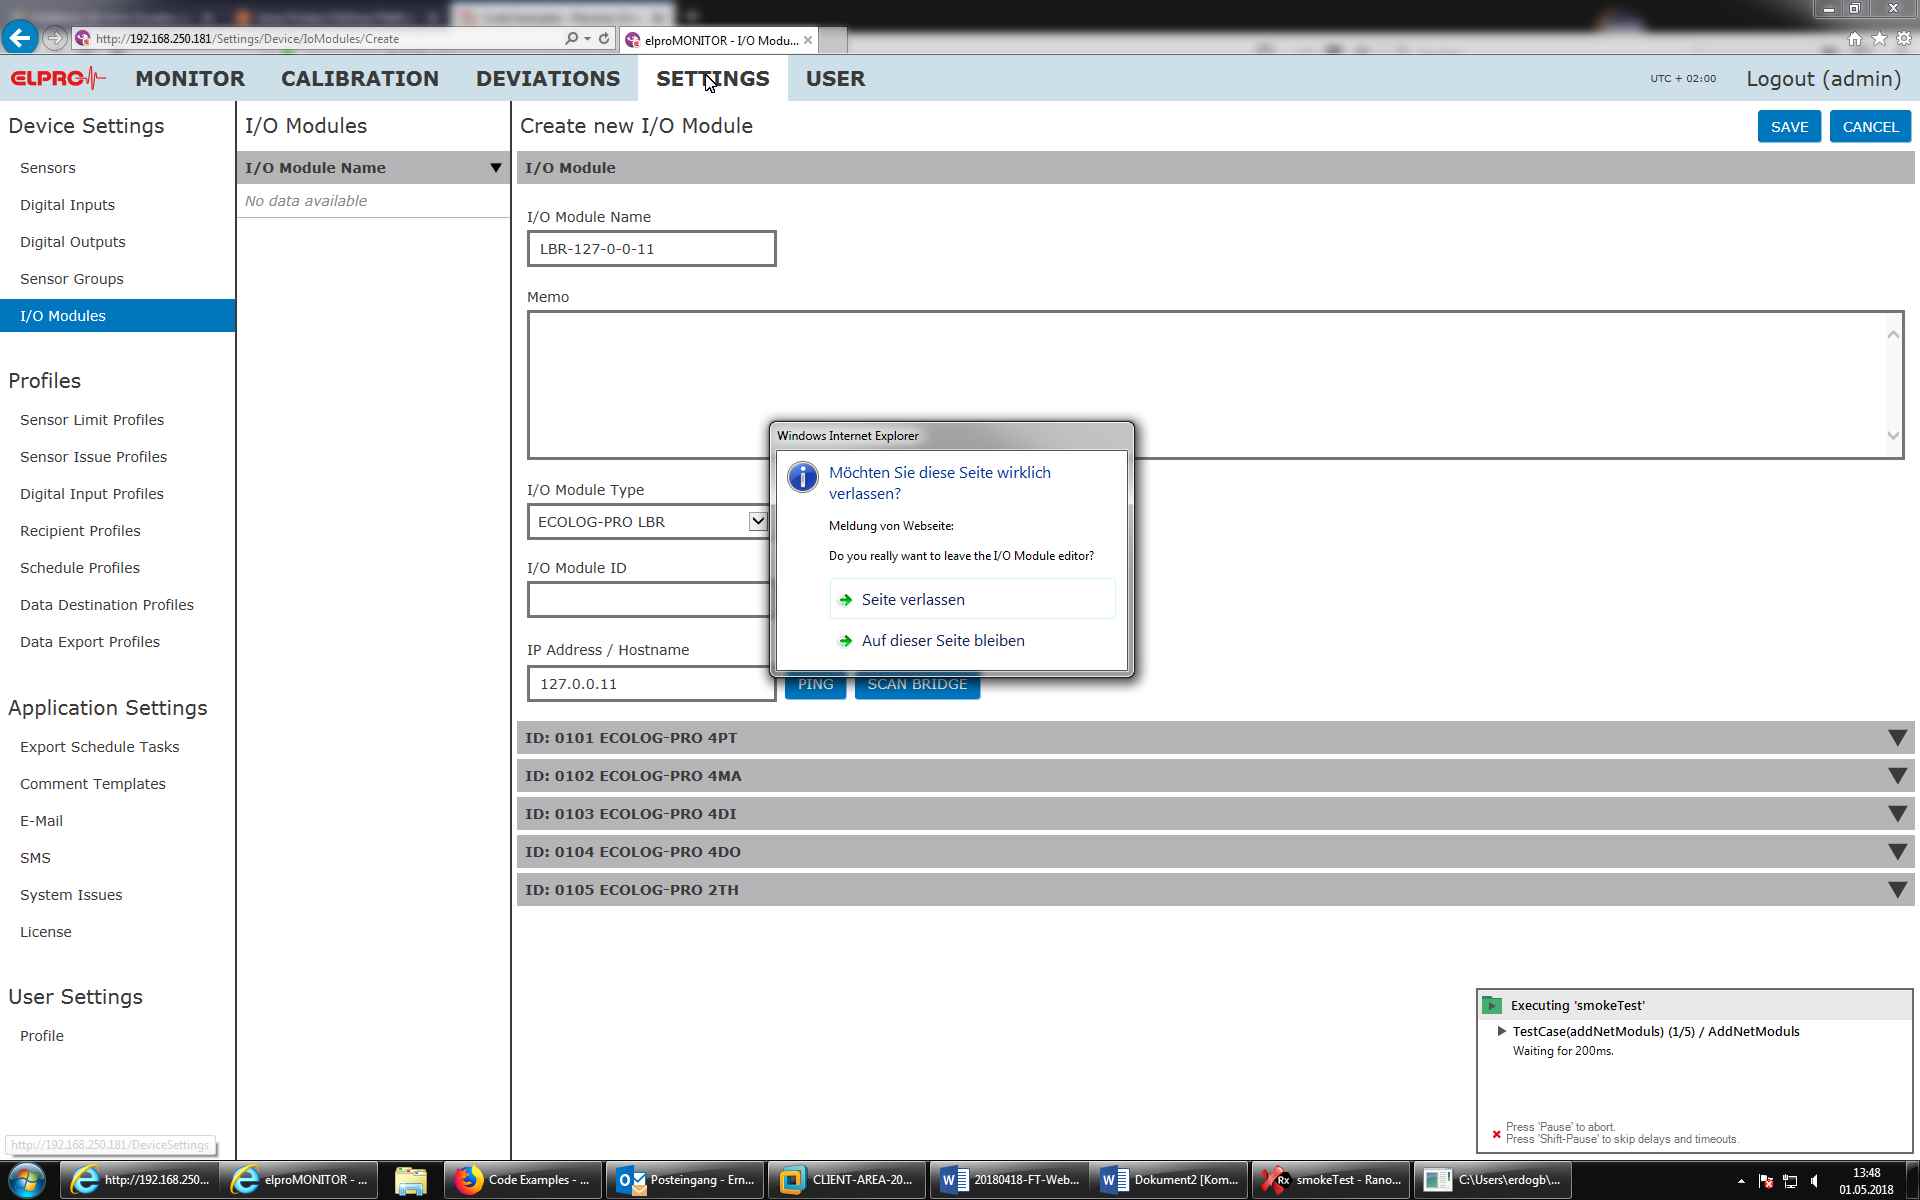 http://192.168.250.181/Settings/Device/IoModules/Create
elproMONITOR - I/O Modu...
ELPRO
MONITOR
CALIBRATION
DEVIATIONS
SETTINGS
USER
UTC + 02:00
Logout (admin)
Device Settings
Sensors
Digital Inputs
Digital Outputs
Sensor Groups
I/O Modules
Profiles
Sensor Limit Profiles
Sensor Issue Profiles
Digital Input Profiles
Recipient Profiles
Schedule Profiles
Data Destination Profiles
Data Export Profiles
Application Settings
Export Schedule Tasks
Comment Templates
E-Mail
SMS
System Issues
License
User Settings
Profile
http://192.168.250.181/DeviceSettings
I/O Modules
I/O Module Name
No data available
Create new I/O Module
SAVE
CANCEL
I/O Module
I/O Module Name
LBR-127-0-0-11
Memo
I/O Module Type
ECOLOG-PRO LBR
I/O Module ID
IP Address / Hostname
127.0.0.11
PING
SCAN BRIDGE
ID: 0101 ECOLOG-PRO 4PT
ID: 0102 ECOLOG-PRO 4MA
ID: 0103 ECOLOG-PRO 4DI
ID: 0104 ECOLOG-PRO 4DO
ID: 0105 ECOLOG-PRO 2TH
Windows Internet Explorer
Möchten Sie diese Seite wirklich
verlassen?
Meldung von Webseite:
Do you really want to leave the I/O Module editor?
Seite verlassen
Auf dieser Seite bleiben
Executing 'smokeTest'
TestCase(addNetModuls) (1/5) / AddNetModuls
Waiting for 200ms.
Press 'Pause' to abort.
Press 'Shift-Pause' to skip delays and timeouts.
http://192.168.250...
elproMONITOR - ...
Code Examples - ...
Posteingang - Ern...
CLIENT-AREA-20...
20180418-FT-Web...
Dokument2 [Kom...
Rx
smokeTest - Rano...
C:\Users\erdogb\...
13:48
01.05.2018